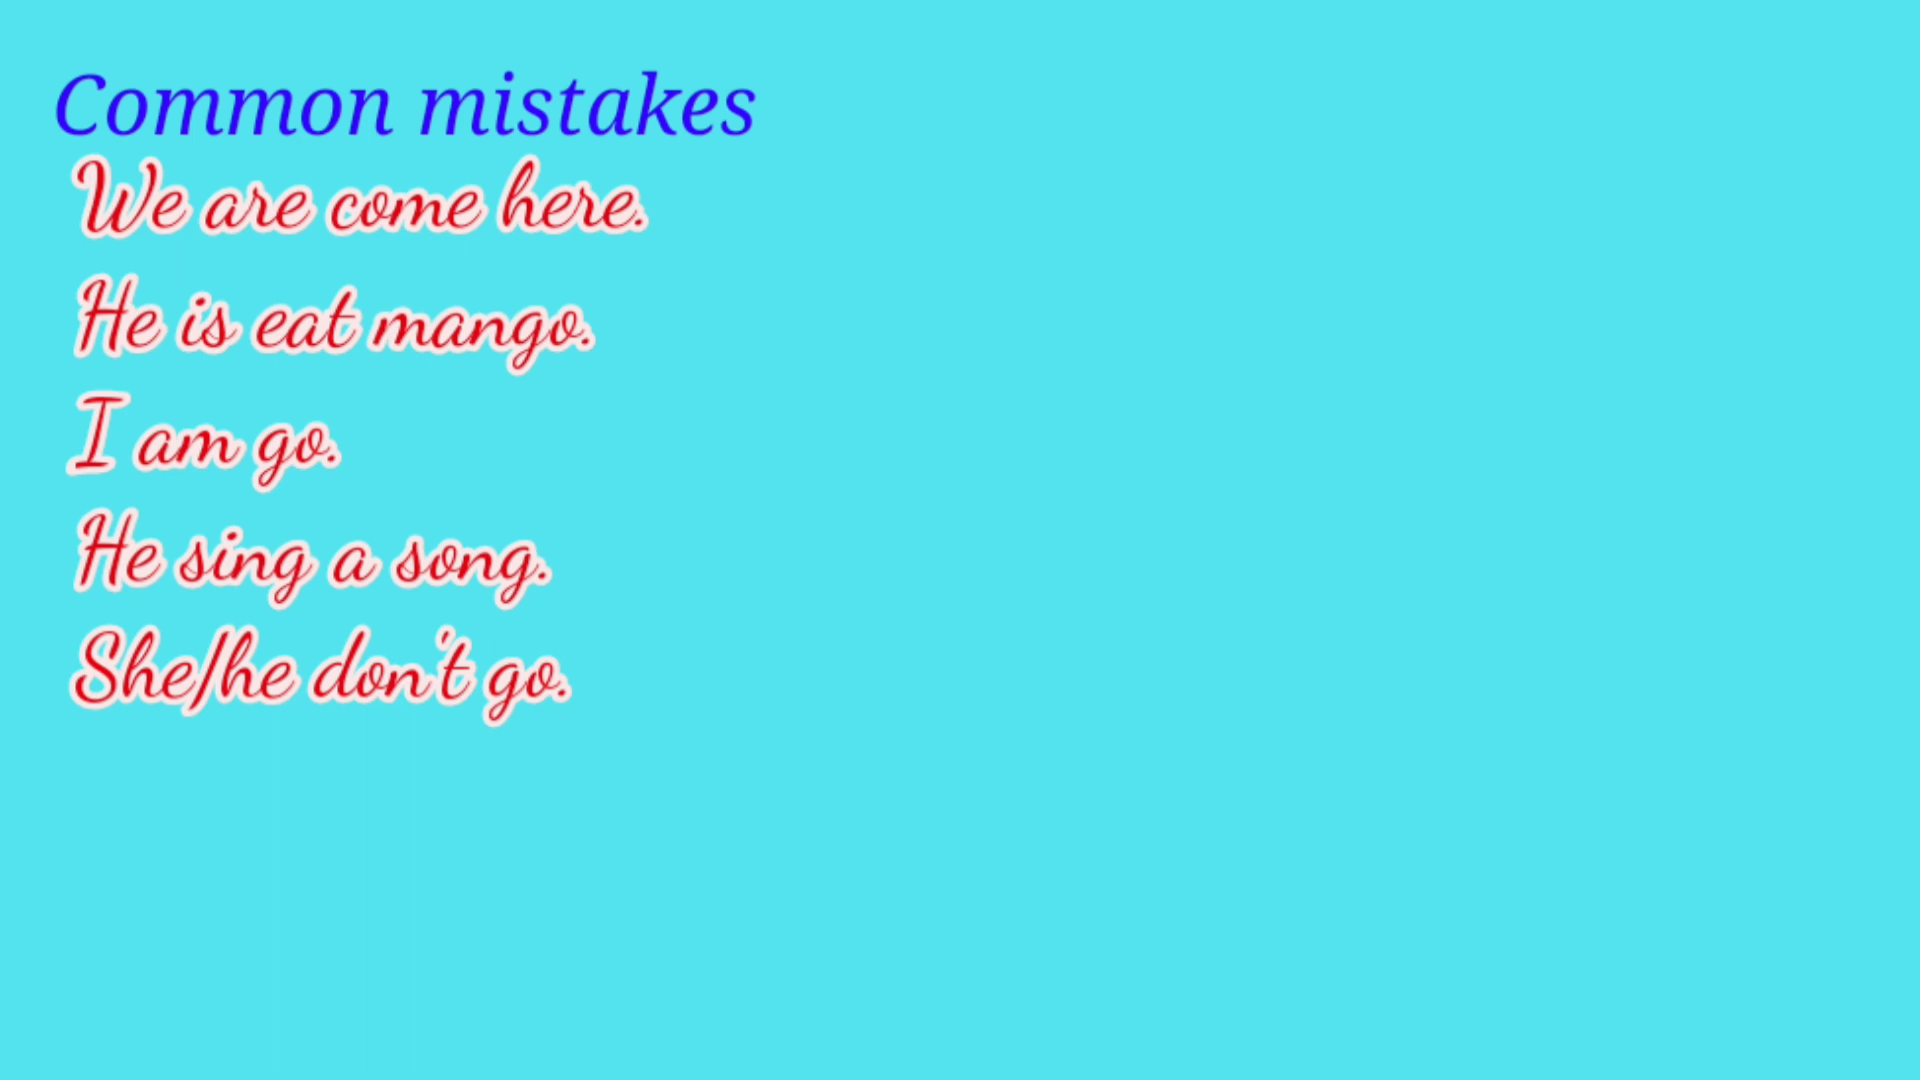 Common mistakes
We are come here.
He is eat mango.
I am go.
He sing a song.
She/he don't go.